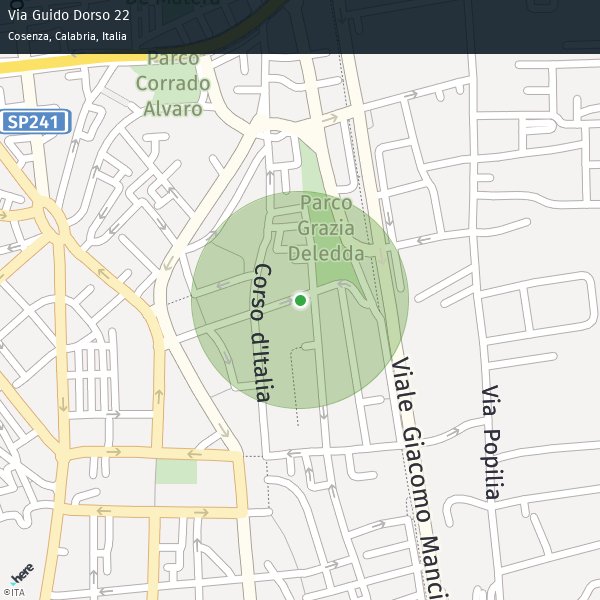 Via Guido Dorso 22
Cosenza, Calabria, Italia
Parco
Corrado
Alvaro
SP241
Parco
Grazia
Deledda
Corso d'Italia
Viale Giacomo Manci
Via Popilia
here
©ITA